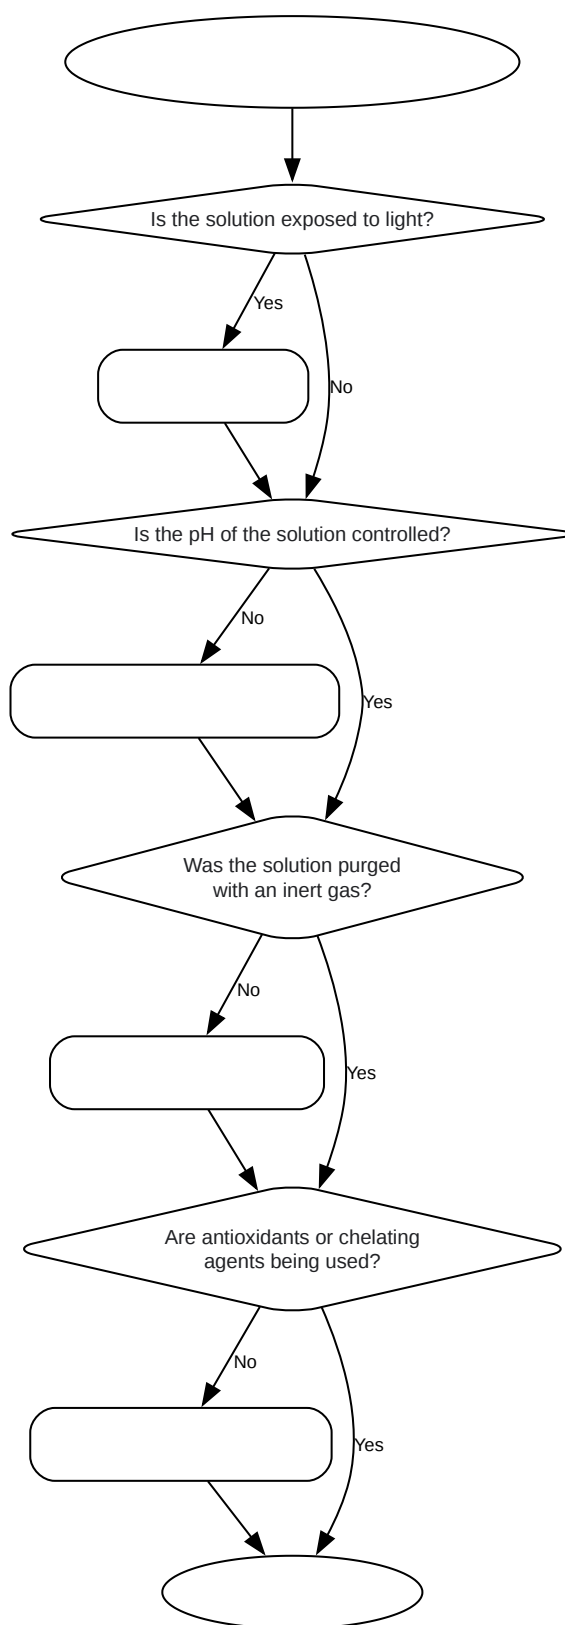 Is the solution exposed to light?
Yes
No
Is the pH of the solution controlled?
No
Yes
Was the solution purged
with an inert gas?
No
Yes
Are antioxidants or chelating
agents being used?
No
Yes